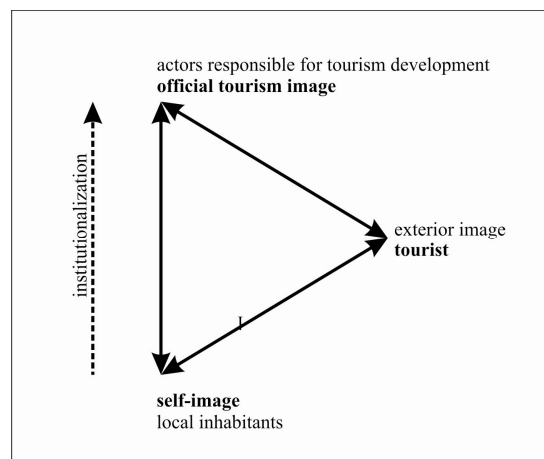 actors responsible for tourism development
official tourism image
institutionalization
exterior image
tourist
I
self-image
local inhabitants